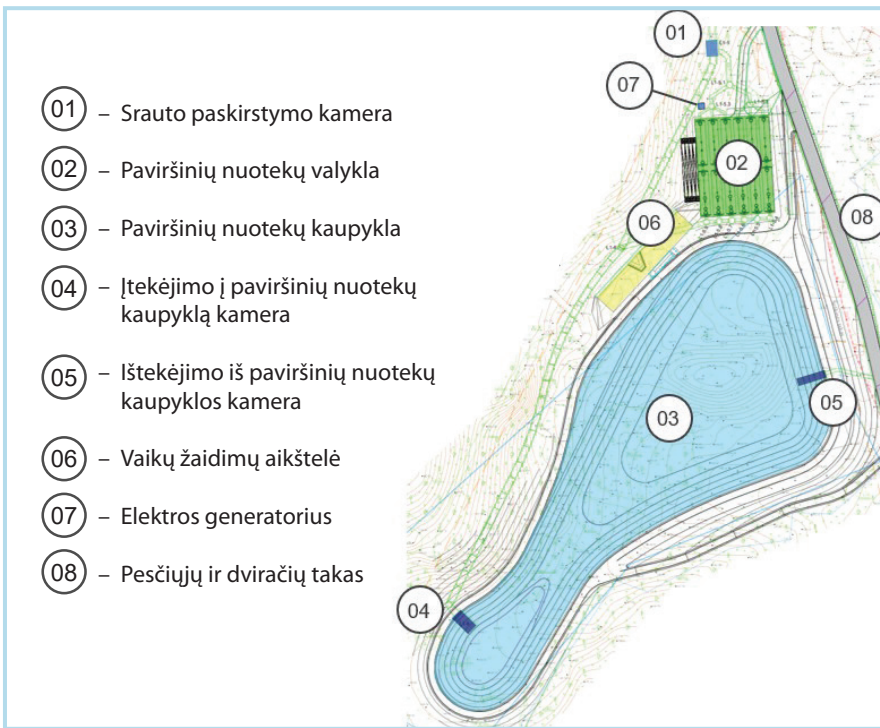 01 – Srauto paskirstymo kamera
02 – Paviršinių nuotekų valykla
03 – Paviršinių nuotekų kaupykla
04 – Įtekėjimo į paviršinių nuotekų
kaupyklą kamera
05 – Ištekėjimo iš paviršinių nuotekų
kaupyklos kamera
06 – Vaikų žaidimų aikštelė
07 – Elektros generatorius
08 – Pesčiųjų ir dviračių takas
01
07
02
06
08
03
05
04